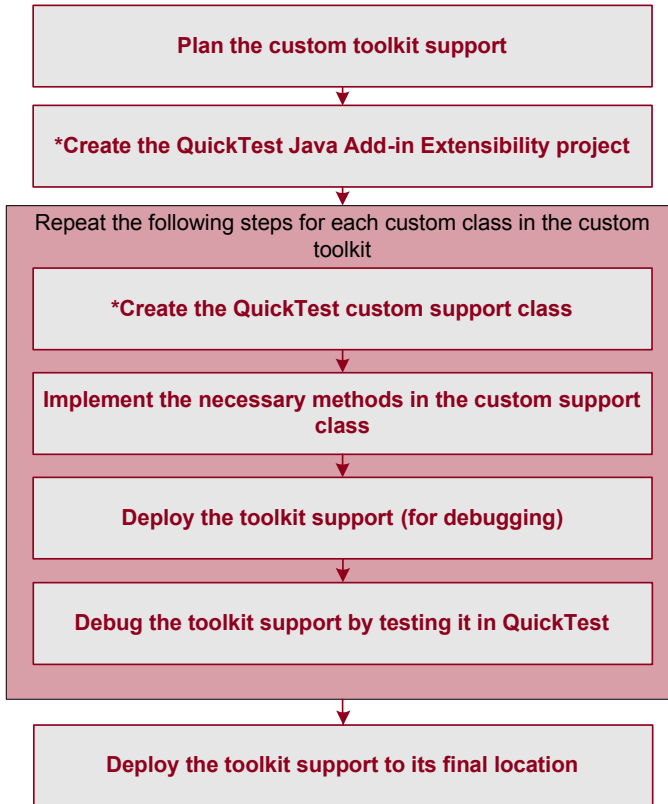 Plan the custom toolkit support
*Create the QuickTest Java Add-in Extensibility project
Repeat the following steps for each custom class in the custom
toolkit
*Create the QuickTest custom support class
Implement the necessary methods in the custom support
class
Deploy the toolkit support (for debugging)
Debug the toolkit support by testing it in QuickTest
Deploy the toolkit support to its final location